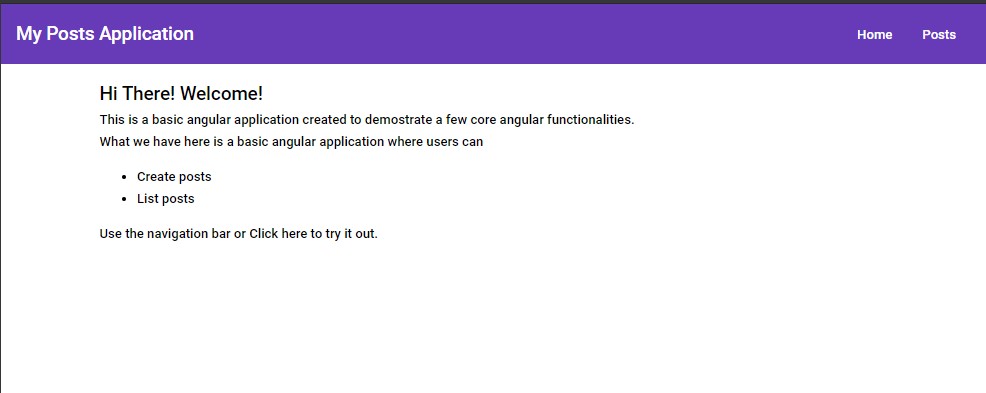 My Posts Application
Home
Posts
Hi There! Welcome!
This is a basic angular application created to demostrate a few core angular functionalities.
What we have here is a basic angular application where users can
Create posts
List posts
Use the navigation bar or Click here to try it out.